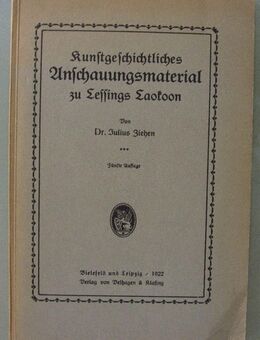 Kunstgeschichtliches
Anschauungsmaterial
zu Lessings Laokoon
Von
Dr. Julius Ziehen
Fünfte Auflage
Bielefeld und Leipzig / 1922
Verlag von Velhagen & Klasing